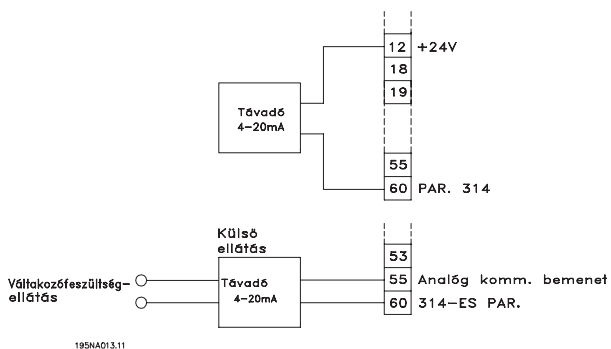 12 +24V
18
19
Távadó
4-20mA
55
60 PAR. 314
Külső
ellátás
53
Váltakozófeszültség-
ellátás
Távadó
4-20mA
55 Analóg komm. bemenet
60 314-ES PAR.
195NA013.11